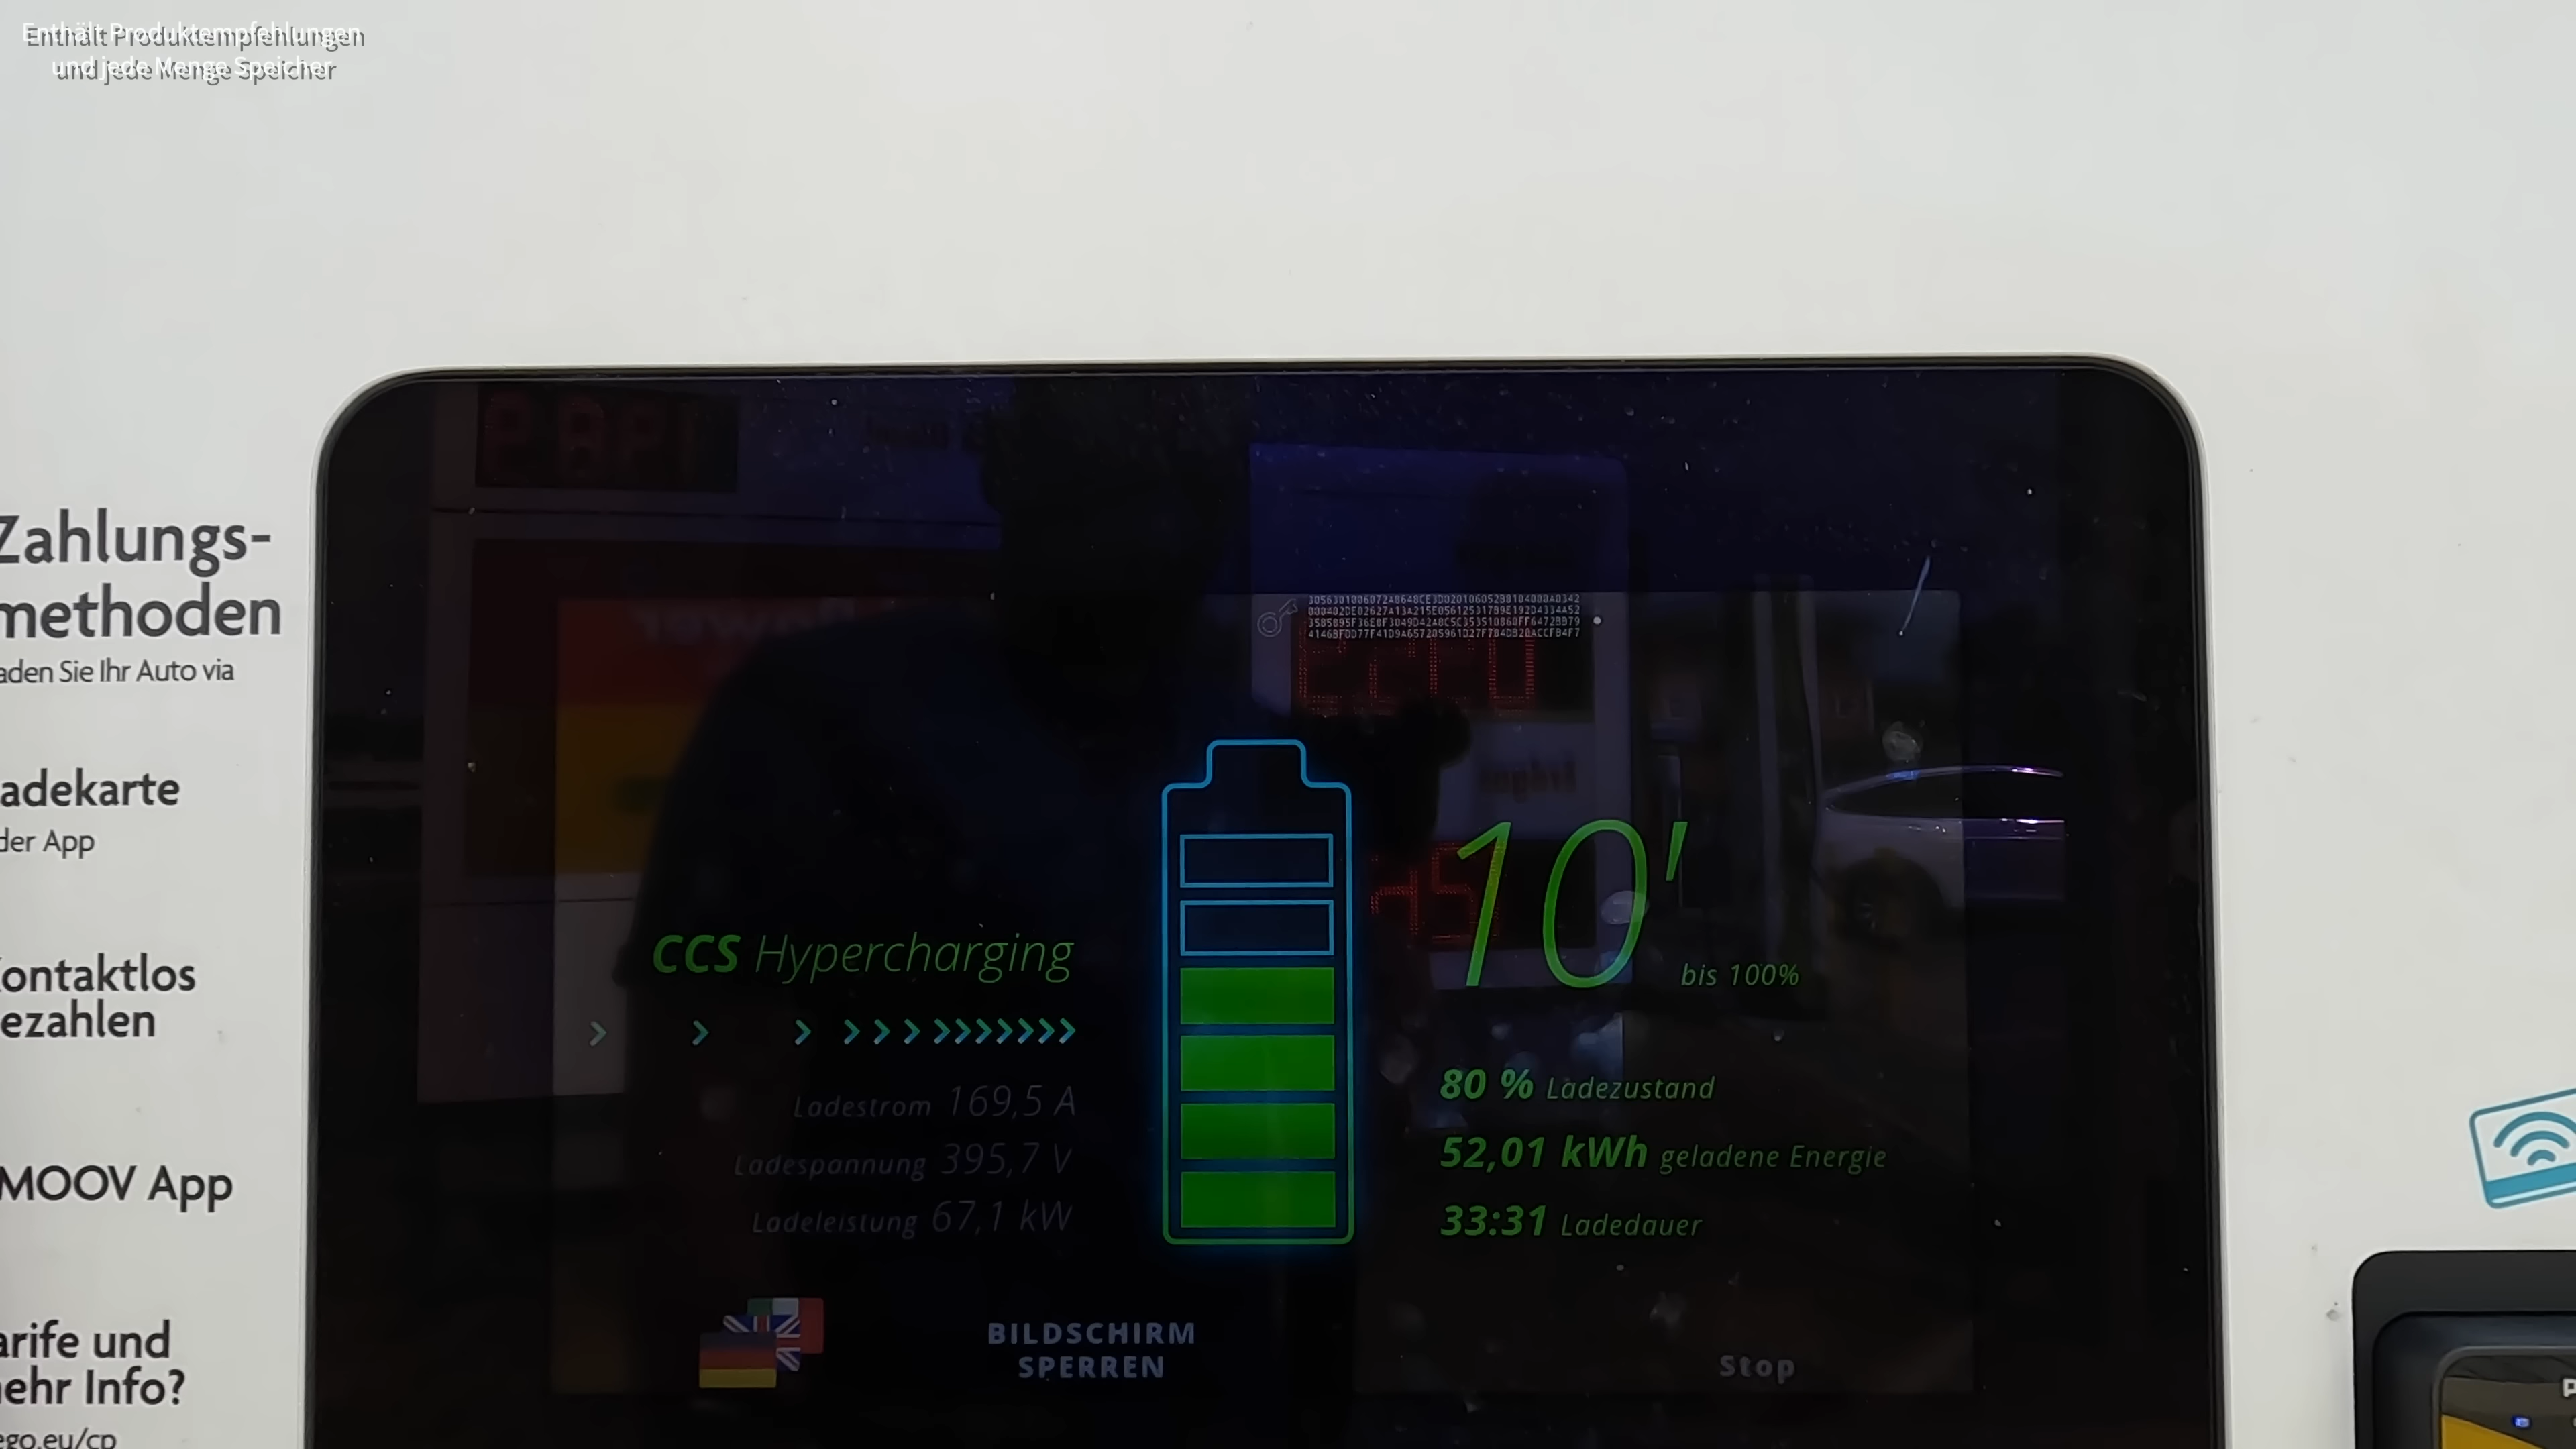 Enthält Produktempfehlungen
und jede Menge Speicher
Zahlungs-
methoden
aden Sie Ihr Auto via
adekarte
der App
ontaktlos
ezahlen
MOOV App
arife und
ehr Info?
ego.eu/cp
CCS Hypercharging
Ladestrom 169,5 A
Ladespannung 395,7 V
Ladeleistung 67,1 kW
10'
bis 100%
80 % Ladezustand
52,01 kWh geladene Energie
33:31 Ladedauer
BILDSCHIRM
SPERREN
Stop